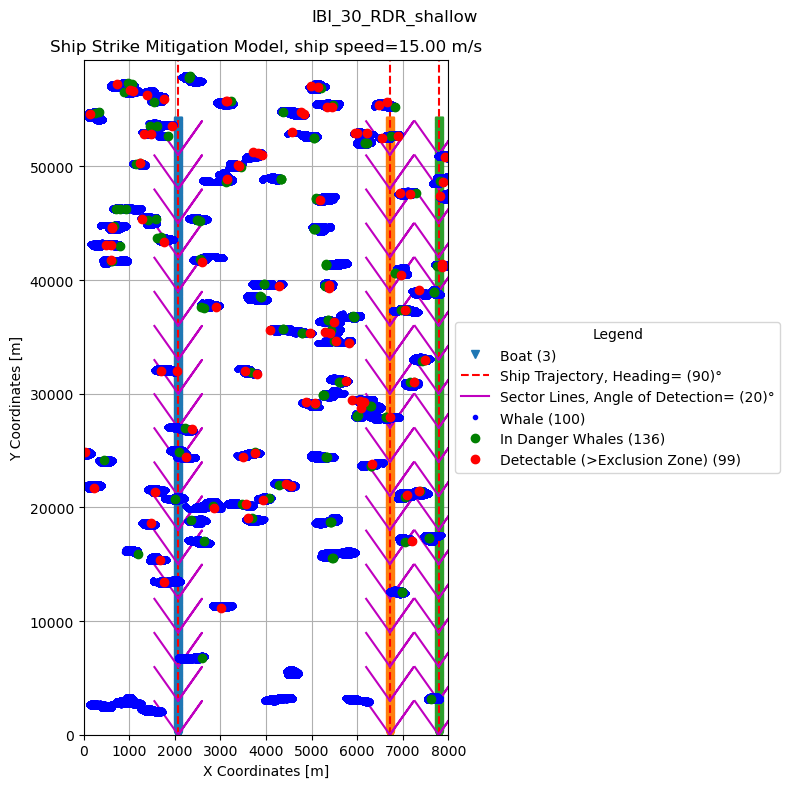 IBI_30_RDR_shallow
Ship Strike Mitigation Model, ship speed=15.00 m/s
50000
40000
30000
20000
10000
0
Y Coordinates [m]
0 1000 2000 3000 4000 5000 6000 7000 8000
X Coordinates [m]
Legend
Boat (3)
Ship Trajectory, Heading= (90)°
Sector Lines, Angle of Detection= (20)°
Whale (100)
In Danger Whales (136)
Detectable (>Exclusion Zone) (99)